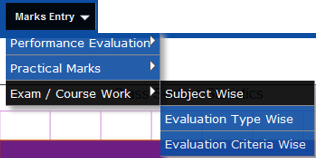 Marks Entry
Performance Evaluation
Practical Marks
Exam / Course Work
Subject Wise
Evaluation Type Wise
Evaluation Criteria Wise